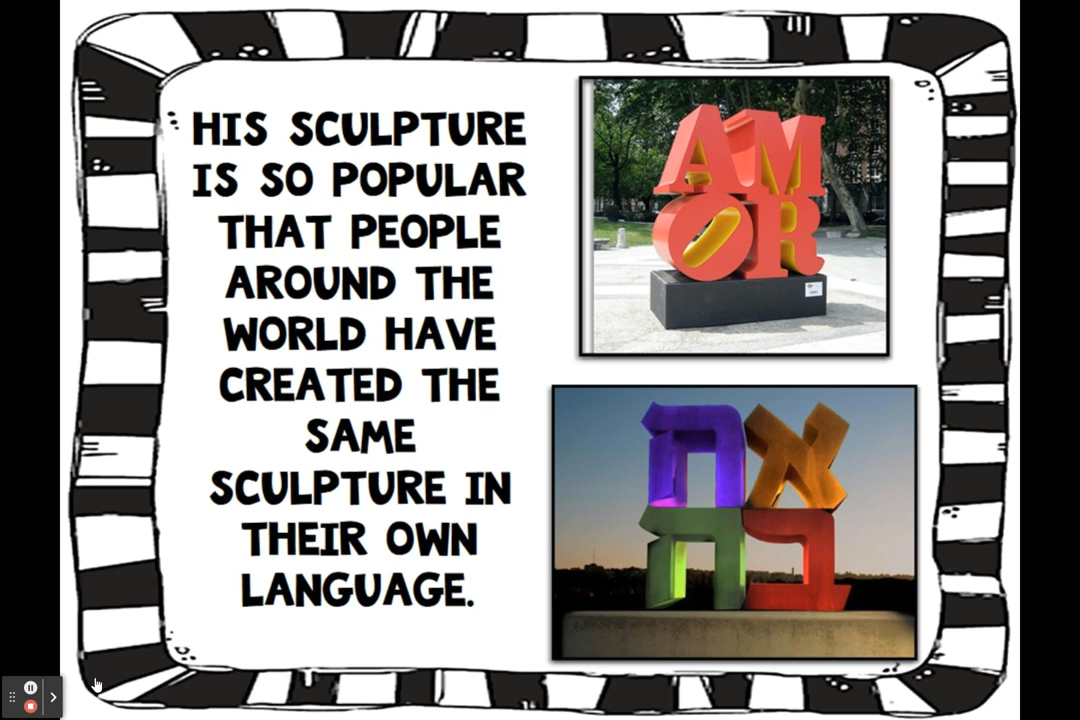 HIS SCULPTURE
IS SO POPULAR
THAT PEOPLE
AROUND THE
WORLD HAVE
CREATED THE
SAME
SCULPTURE IN
THEIR OWN
LANGUAGE.
AM
OR
אה
בה